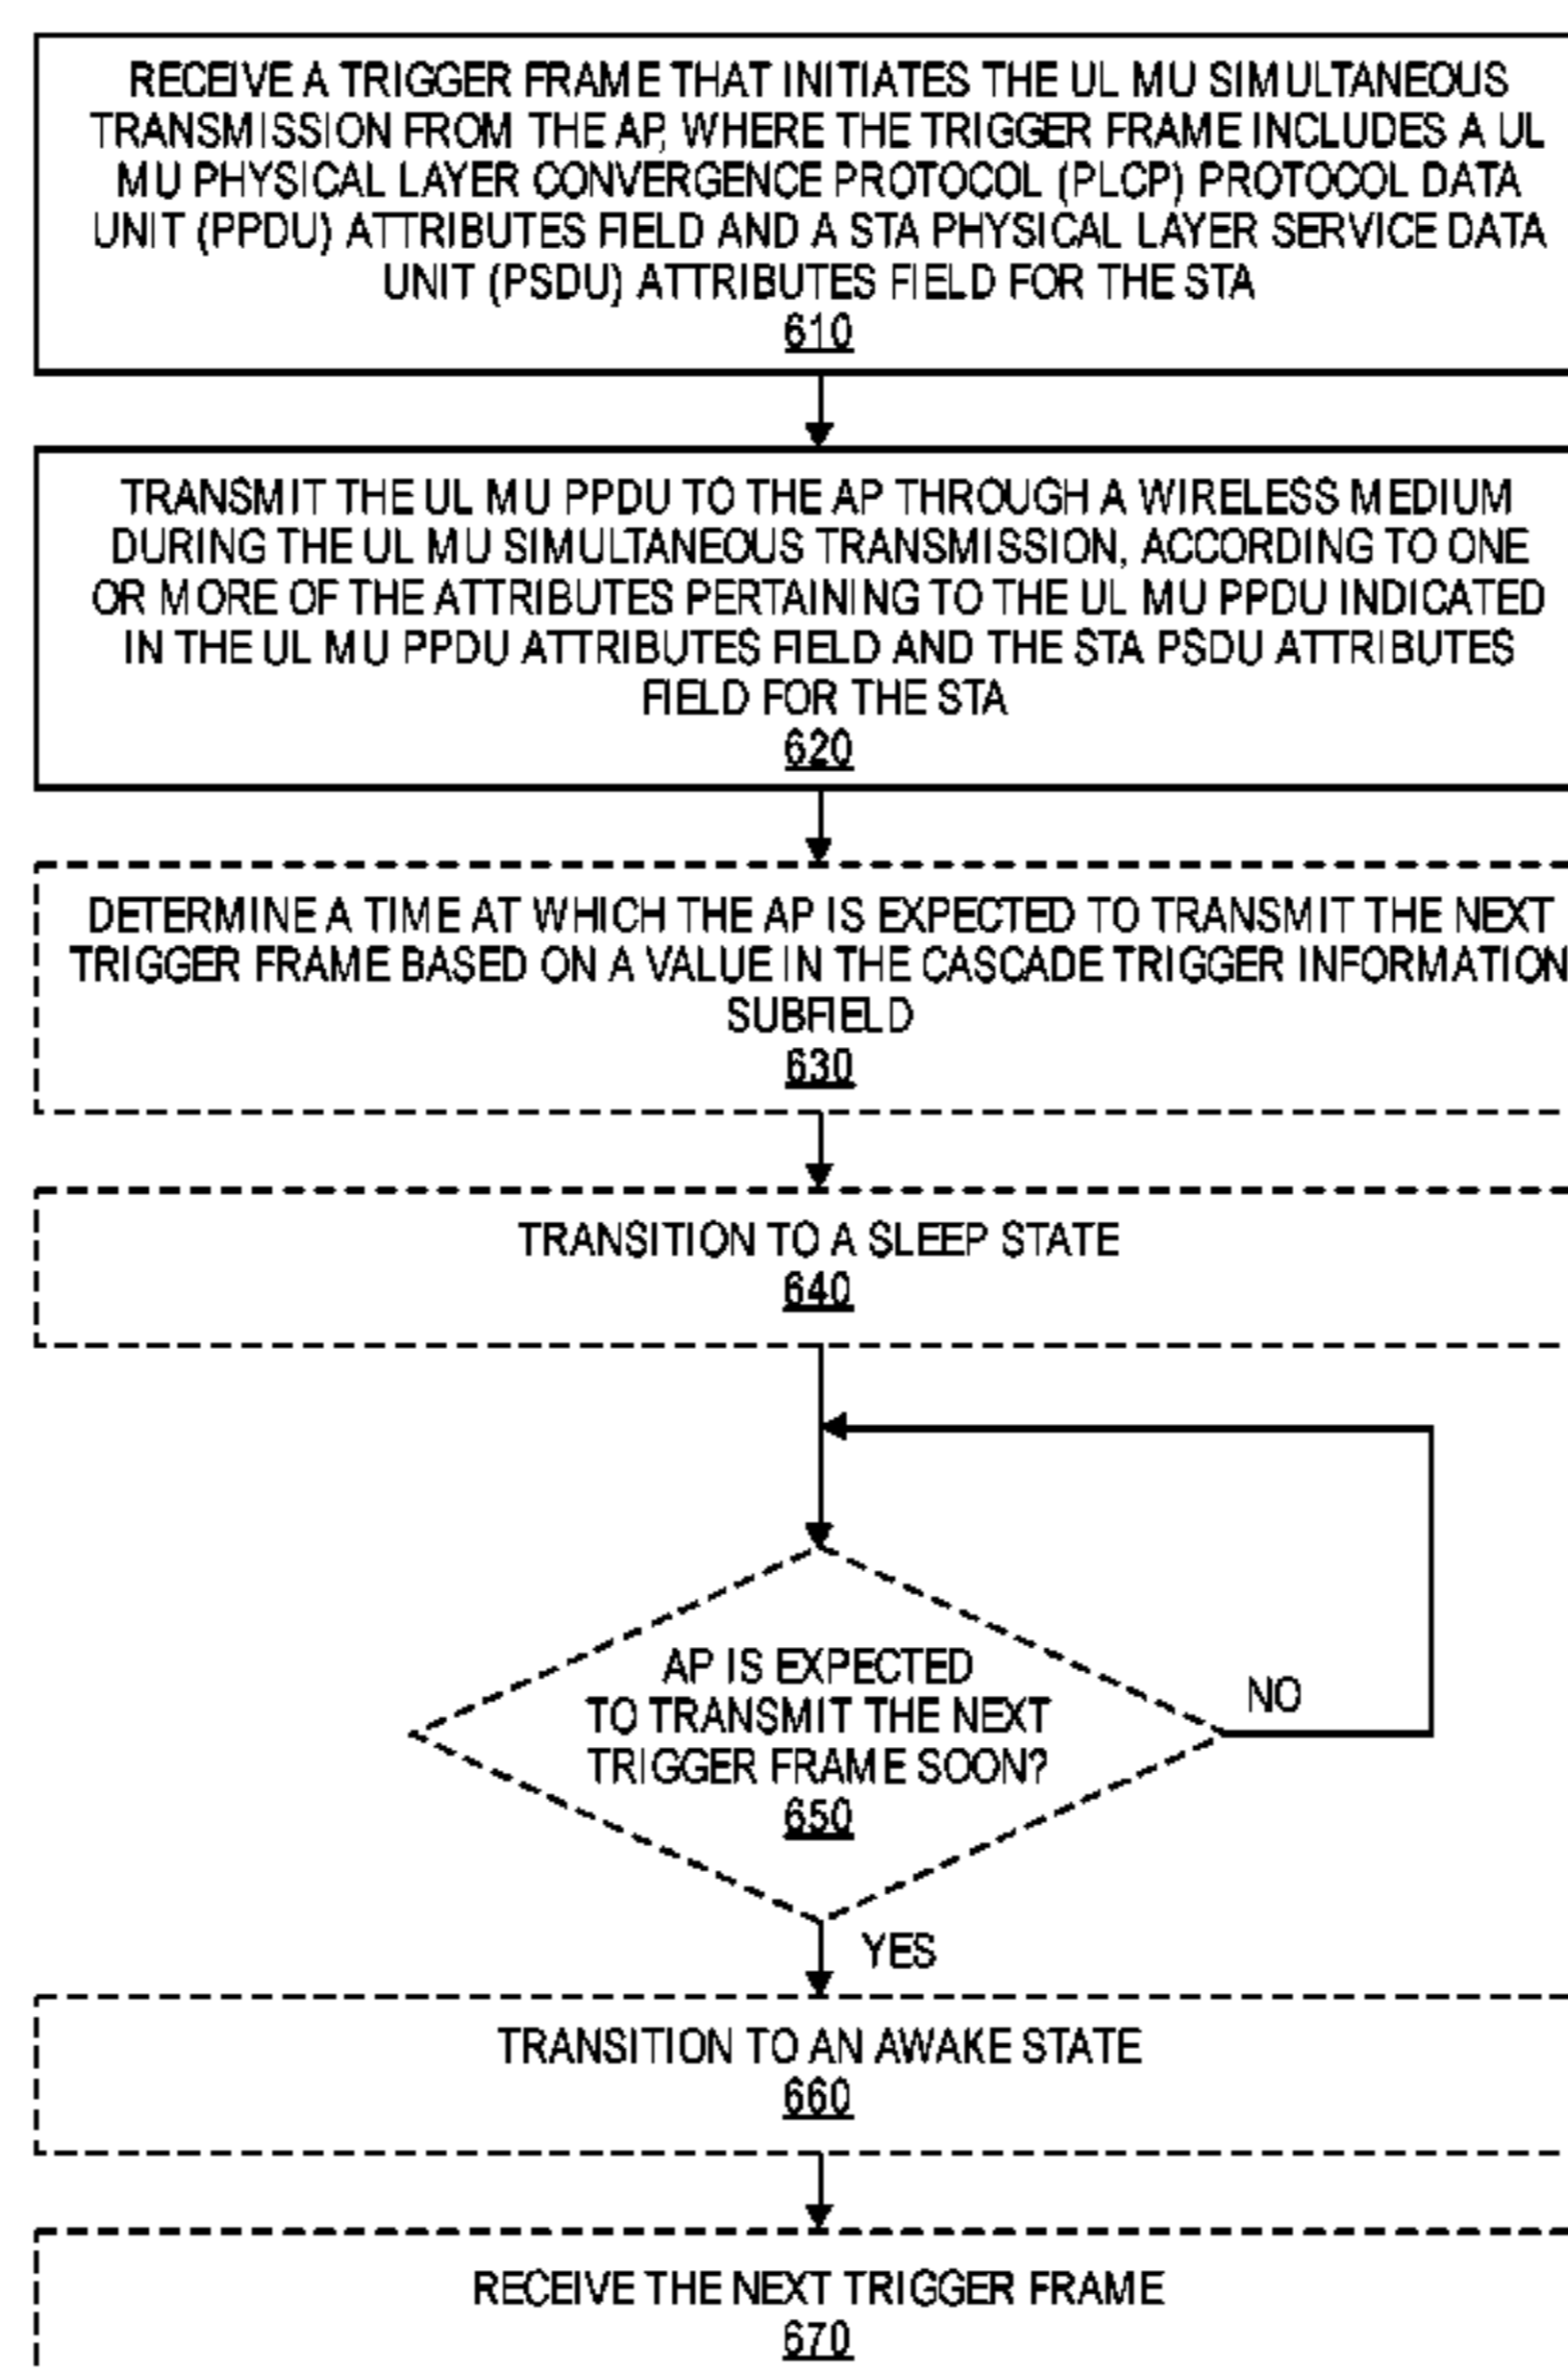 RECEIVE A TRIGGER FRAME THAT INITIATES THE UL MU SIMULTANEOUS
TRANSMISSION FROM THE AP, WHERE THE TRIGGER FRAME INCLUDES A UL
MU PHYSICAL LAYER CONVERGENCE PROTOCOL (PLCP) PROTOCOL DATA
UNIT (PPDU) ATTRIBUTES FIELD AND A STA PHYSICAL LAYER SERVICE DATA
UNIT (PSDU) ATTRIBUTES FIELD FOR THE STA
610
TRANSMIT THE UL MU PPDU TO THE AP THROUGH A WIRELESS MEDIUM
DURING THE UL MU SIMULTANEOUS TRANSMISSION, ACCORDING TO ONE
OR MORE OF THE ATTRIBUTES PERTAINING TO THE UL MU PPDU INDICATED
IN THE UL MU PPDU ATTRIBUTES FIELD AND THE STA PSDU ATTRIBUTES
FIELD FOR THE STA
620
DETERMINE A TIME AT WHICH THE AP IS EXPECTED TO TRANSMIT THE NEXT
TRIGGER FRAME BASED ON A VALUE IN THE CASCADE TRIGGER INFORMATION
SUBFIELD
630
TRANSITION TO A SLEEP STATE
640
AP IS EXPECTED
TO TRANSMIT THE NEXT
TRIGGER FRAME SOON?
650
NO
YES
TRANSITION TO AN AWAKE STATE
660
RECEIVE THE NEXT TRIGGER FRAME
670